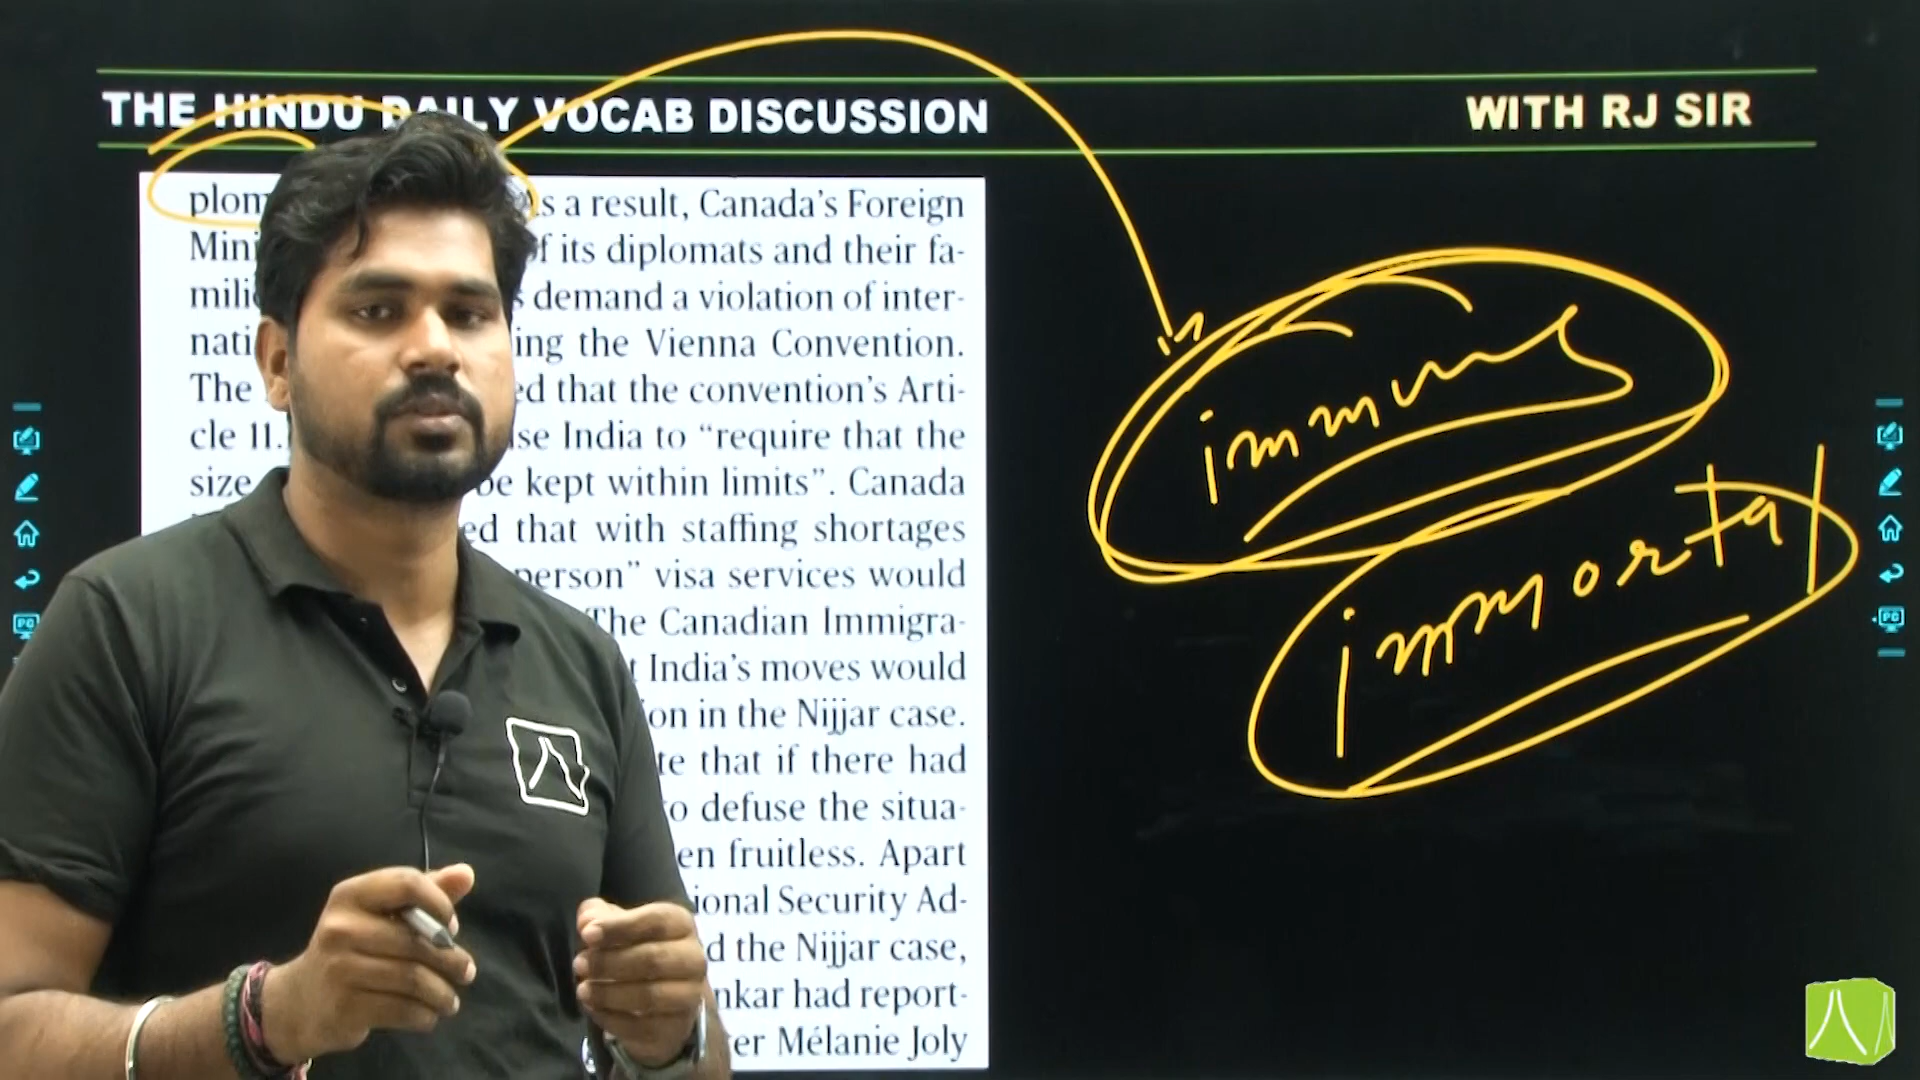 THE HINDU DAILY VOCAB DISCUSSION
WITH RJ SIR
plom s a result, Canada’s Foreign
Mini f its diplomats and their fa-
mili s demand a violation of inter-
nati ing the Vienna Convention.
The ed that the convention’s Arti-
cle 11. se India to “require that the
size be kept within limits”. Canada
ed that with staffing shortages
person” visa services would
The Canadian Immigra-
t India’s moves would
ion in the Nijjar case.
te that if there had
o defuse the situa-
en fruitless. Apart
ional Security Ad-
d the Nijjar case,
nkar had report-
er Mélanie Joly
immune
immortal
PC
PC